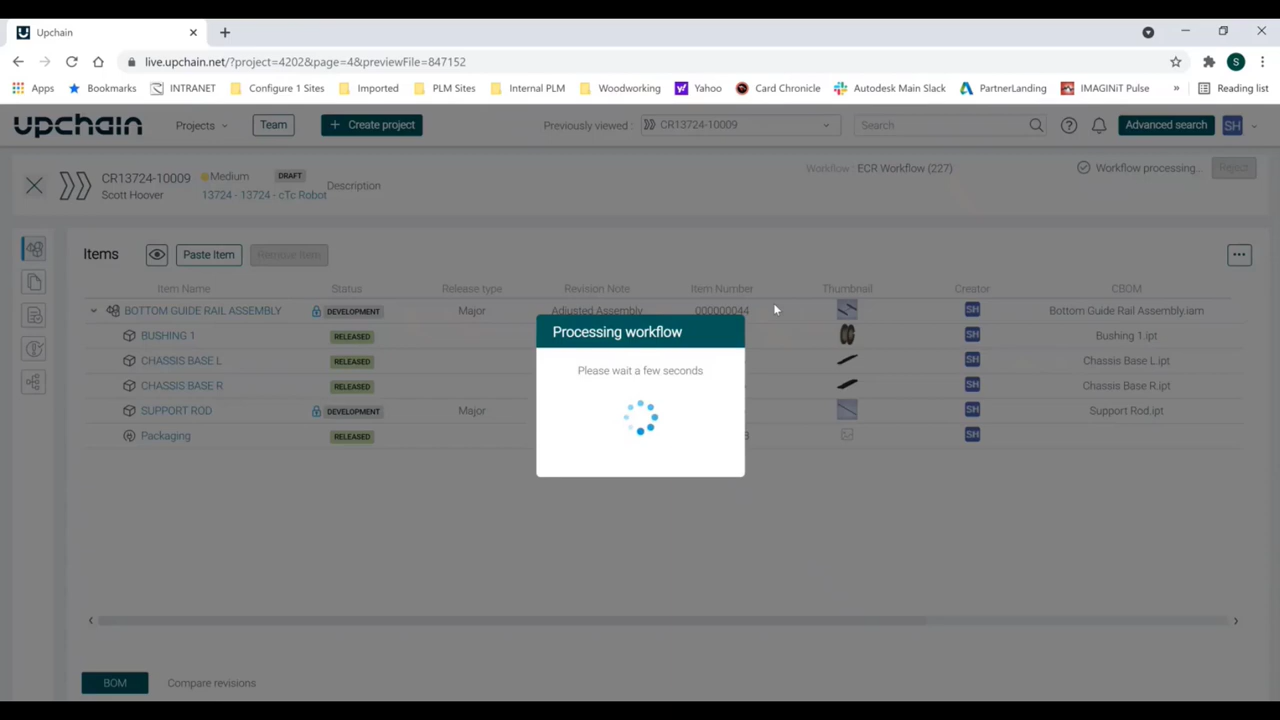 Upchain
live.upchain.net/?project=4202&page=4&previewFile=847152
S
Apps Bookmarks INTRANET Configure 1 Sites Imported PLM Sites Internal PLM Woodworking Yahoo Card Chronicle Autodesk Main Slack PartnerLanding IMAGINiT Pulse » Reading list
upchain Projects Team + Create project Previously viewed : CR13724-10009 Search Advanced search SH
CR13724-10009 Medium DRAFT Description Workflow : ECR Workflow (227) Workflow processing... Reject
Scott Hoover 13724 - 13724 - cTc Robot
Items Paste Item Remove Item ...
Item Name Status Release type Revision Note Item Number Thumbnail Creator CBOM
BOTTOM GUIDE RAIL ASSEMBLY DEVELOPMENT Major Adjusted Assembly 000000044 SH Bottom Guide Rail Assembly.iam
BUSHING 1 RELEASED SH Bushing 1.ipt
CHASSIS BASE L RELEASED SH Chassis Base L.ipt
CHASSIS BASE R RELEASED SH Chassis Base R.ipt
SUPPORT ROD DEVELOPMENT Major SH Support Rod.ipt
Packaging RELEASED 3 SH
Processing workflow
Please wait a few seconds
BOM Compare revisions